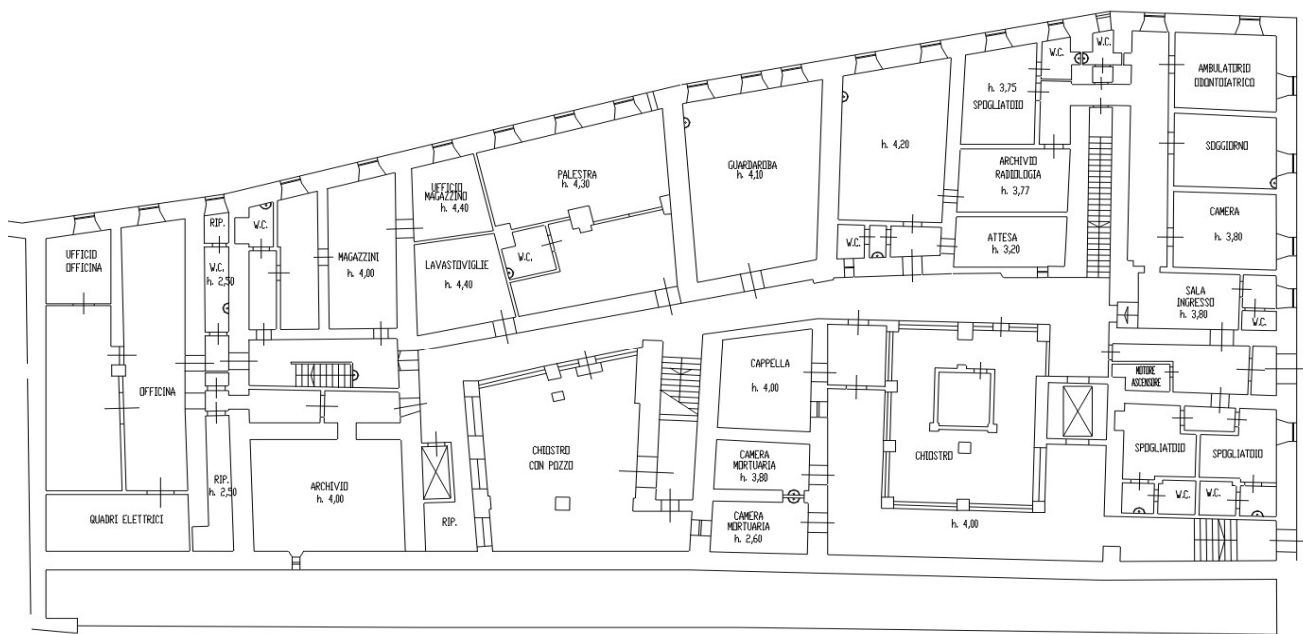 W.C.
W.C.
AMBULATORIO
ODONTOIATRICO
h. 3,75
SPOGLIATOIO
h. 4,20
SOGGIORNO
PALESTRA
h. 4,30
GUARDAROBA
h. 4,10
ARCHIVIO
RADIOLOGIA
h. 3,77
UFFICIO
MAGAZZINO
h. 4,40
CAMERA
h. 3,80
RIP.
W.C.
ATTESA
h. 3,20
W.C.
UFFICIO
OFFICINA
MAGAZZINI
h. 4,00
LAVASTOVIGLIE
h. 4,40
W.C.
W.C.
h. 2,50
SALA
INGRESSO
h. 3,80
W.C.
CAPPELLA
h. 4,00
MOTORE
ASCENSORE
OFFICINA
CHIOSTRO
CON POZZO
CAMERA
MORTUARIA
h. 3,80
CHIOSTRO
SPOGLIATOIO
SPOGLIATOIO
RIP.
h. 2,50
ARCHIVIO
h. 4,00
W.C.
W.C.
QUADRI ELETTRICI
RIP.
CAMERA
MORTUARIA
h. 2,60
h. 4,00